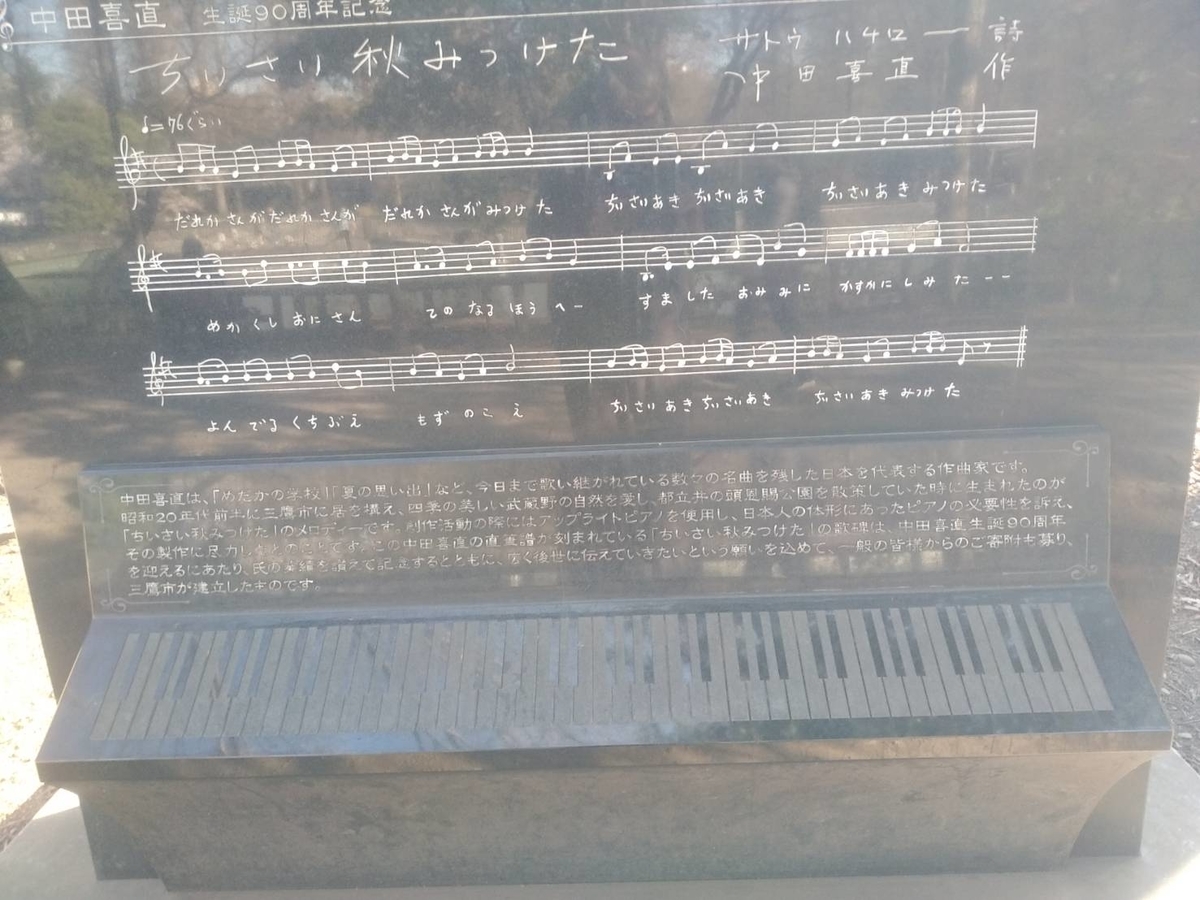 中田喜直 生誕90周年記念
ちいさい秋みつけた
サトウ ハチロー 詩
中田喜直 作
♩=76ぐらい
だれかさんがだれかさんが だれかさんがみつけた ちいさいあき ちいさいあき ちいさいあき みつけた--
めかくし おにさん てのなるほうへ- すました おみみに かすかにしみた--
よんでるくちぶえ もずのこえ ちいさいあきちいさいあき ちいさいあきみつけた
中田喜直は、「めだかの学校」「夏の思い出」など、今日まで歌い継がれている数々の名曲を残した日本を代表する作曲家です。
昭和20年代前半に三鷹市に居を構え、四季の美しい武蔵野の自然を愛し、都立井の頭恩賜公園を散策していた時に生まれたのが
「ちいさい秋みつけた」のメロディーです。創作活動の際にはアップライトピアノを使用し、日本人の体形にあったピアノの必要性を訴え、
その製作に尽力したとのことです。この中田喜直の直筆譜が刻まれている「ちいさい秋みつけた」の歌碑は、中田喜直生誕90周年
を迎えるにあたり、氏の業績を讃えて記念するとともに、広く後世に伝えていきたいという願いを込めて、一般の皆様からのご寄附も募り、
三鷹市が建立したものです。